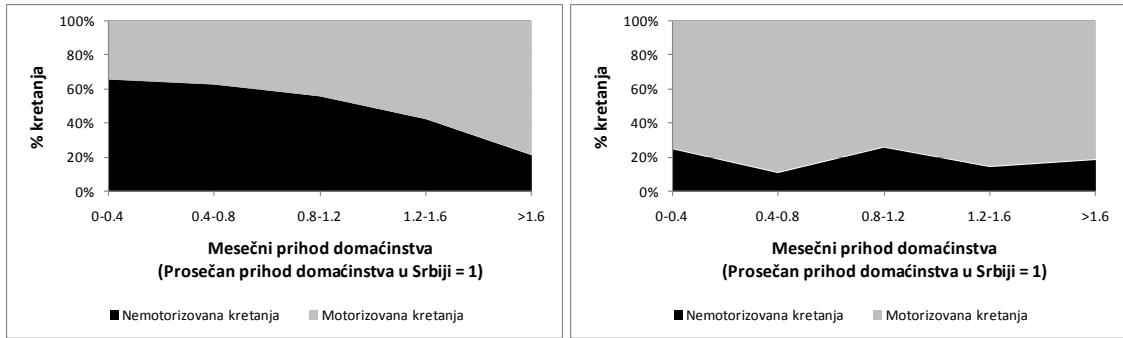 100%
80%
60%
40%
20%
0%
% kretanja
0-0.4 0.4-0.8 0.8-1.2 1.2-1.6 >1.6
Mesečni prihod domaćinstva
(Prosečan prihod domaćinstva u Srbiji = 1)
Nemotorizovana kretanja Motorizovana kretanja
100%
80%
60%
40%
20%
0%
% kretanja
0-0.4 0.4-0.8 0.8-1.2 1.2-1.6 >1.6
Mesečni prihod domaćinstva
(Prosečan prihod domaćinstva u Srbiji = 1)
Nemotorizovana kretanja Motorizovana kretanja